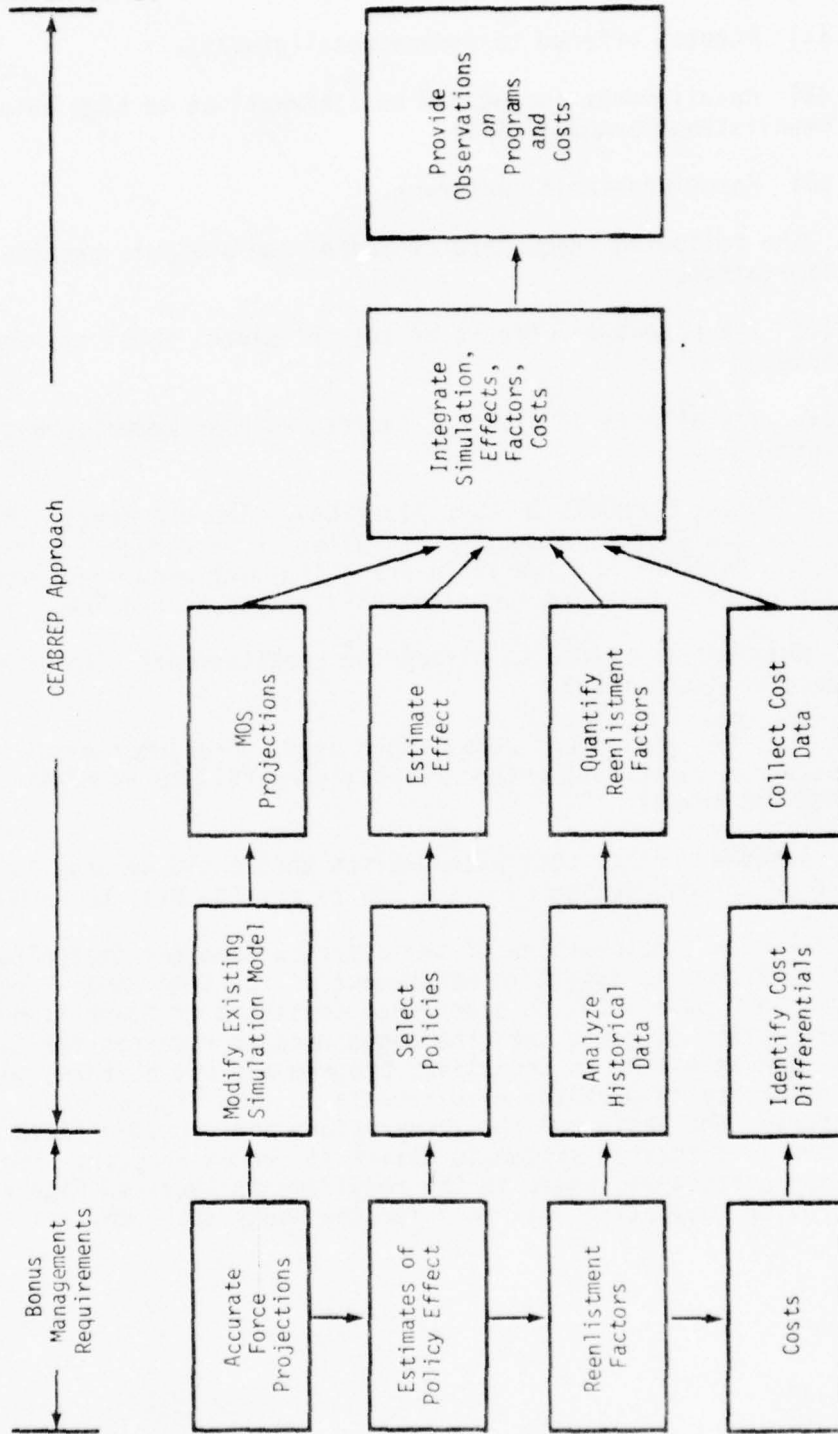 Bonus
Management
Requirements
CEABREP Approach
Accurate
Force
Projections
Modify Existing
Simulation Model
MOS
Projections
Estimates of
Policy Effect
Select
Policies
Estimate
Effect
Integrate
Simulation,
Effects,
Factors,
Costs
Provide
Observations
on
Programs
and
Costs
Reenlistment
Factors
Analyze
Historical
Data
Quantify
Reenlistment
Factors
Costs
Identify Cost
Differentials
Collect Cost
Data